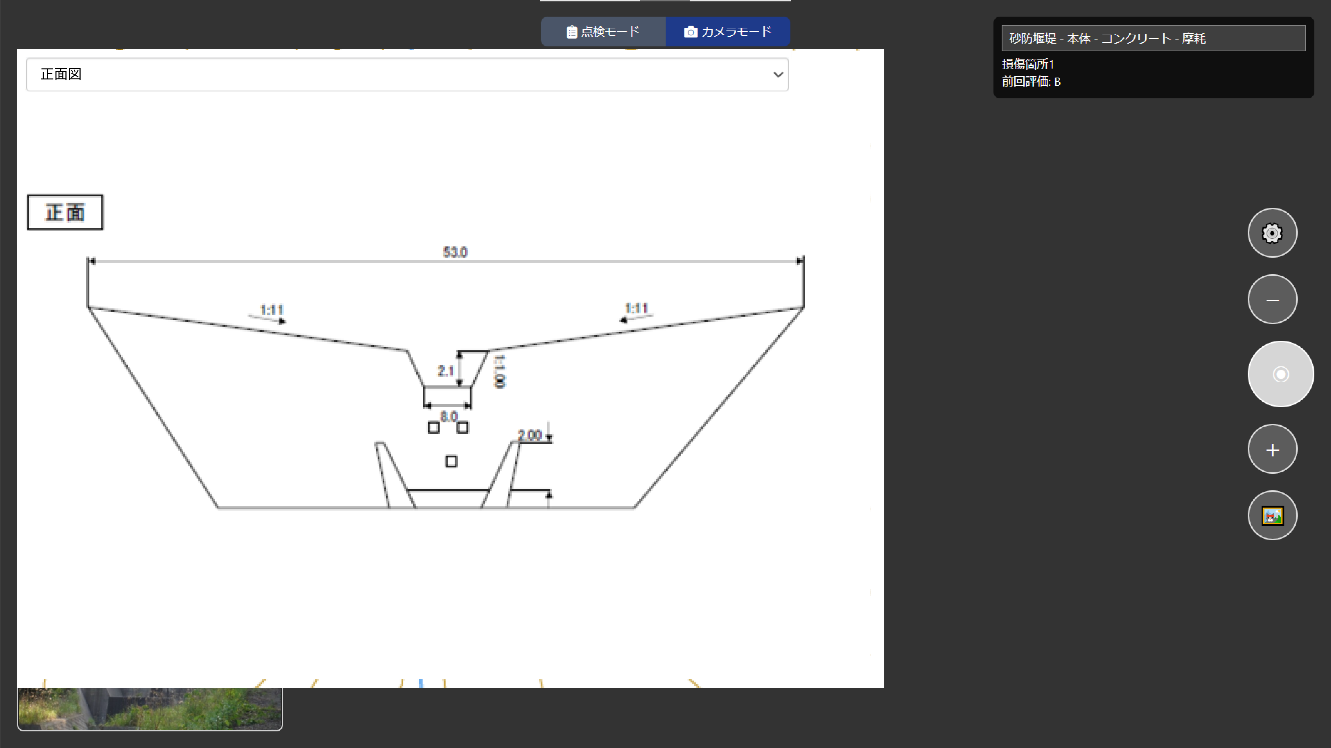 点検モード
カメラモード
砂防堰堤 - 本体 - コンクリート - 摩耗
損傷箇所1
前回評価: B
正面図
正面
53.0
1:11
1:11
2.1
1:1.00
8.0
2.00